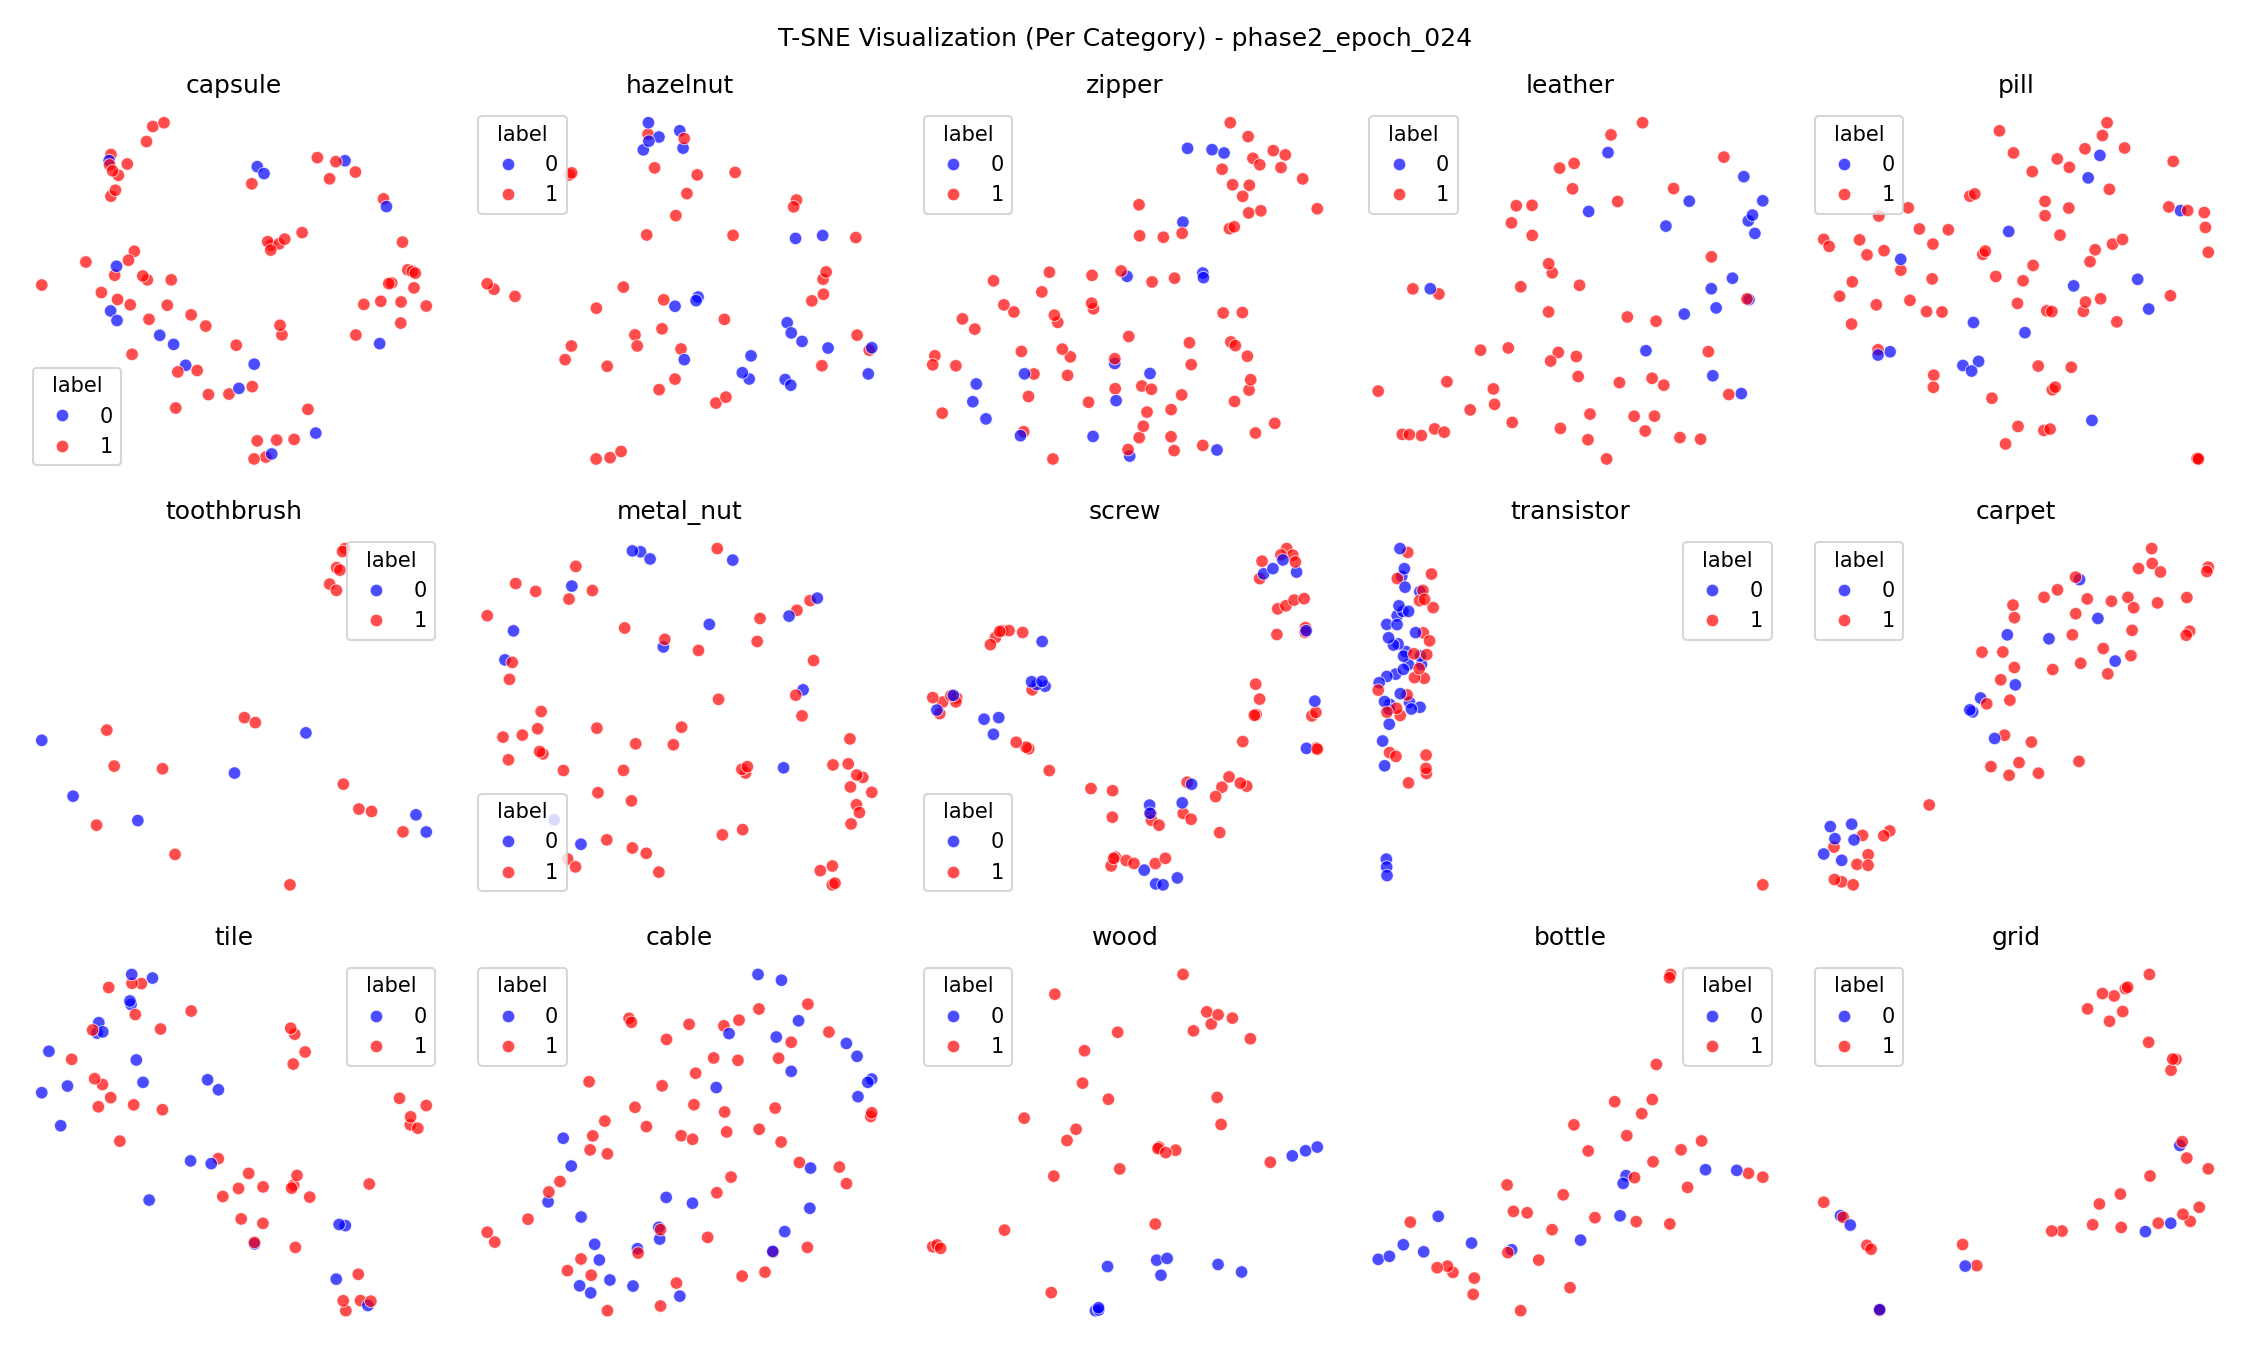 T-SNE Visualization (Per Category) - phase2_epoch_024
capsule
label
0
1
hazelnut
label
0
1
zipper
label
0
1
leather
label
0
1
pill
label
0
1
toothbrush
label
0
1
metal_nut
label
0
1
screw
label
0
1
transistor
label
0
1
carpet
label
0
1
tile
label
0
1
cable
label
0
1
wood
label
0
1
bottle
label
0
1
grid
label
0
1